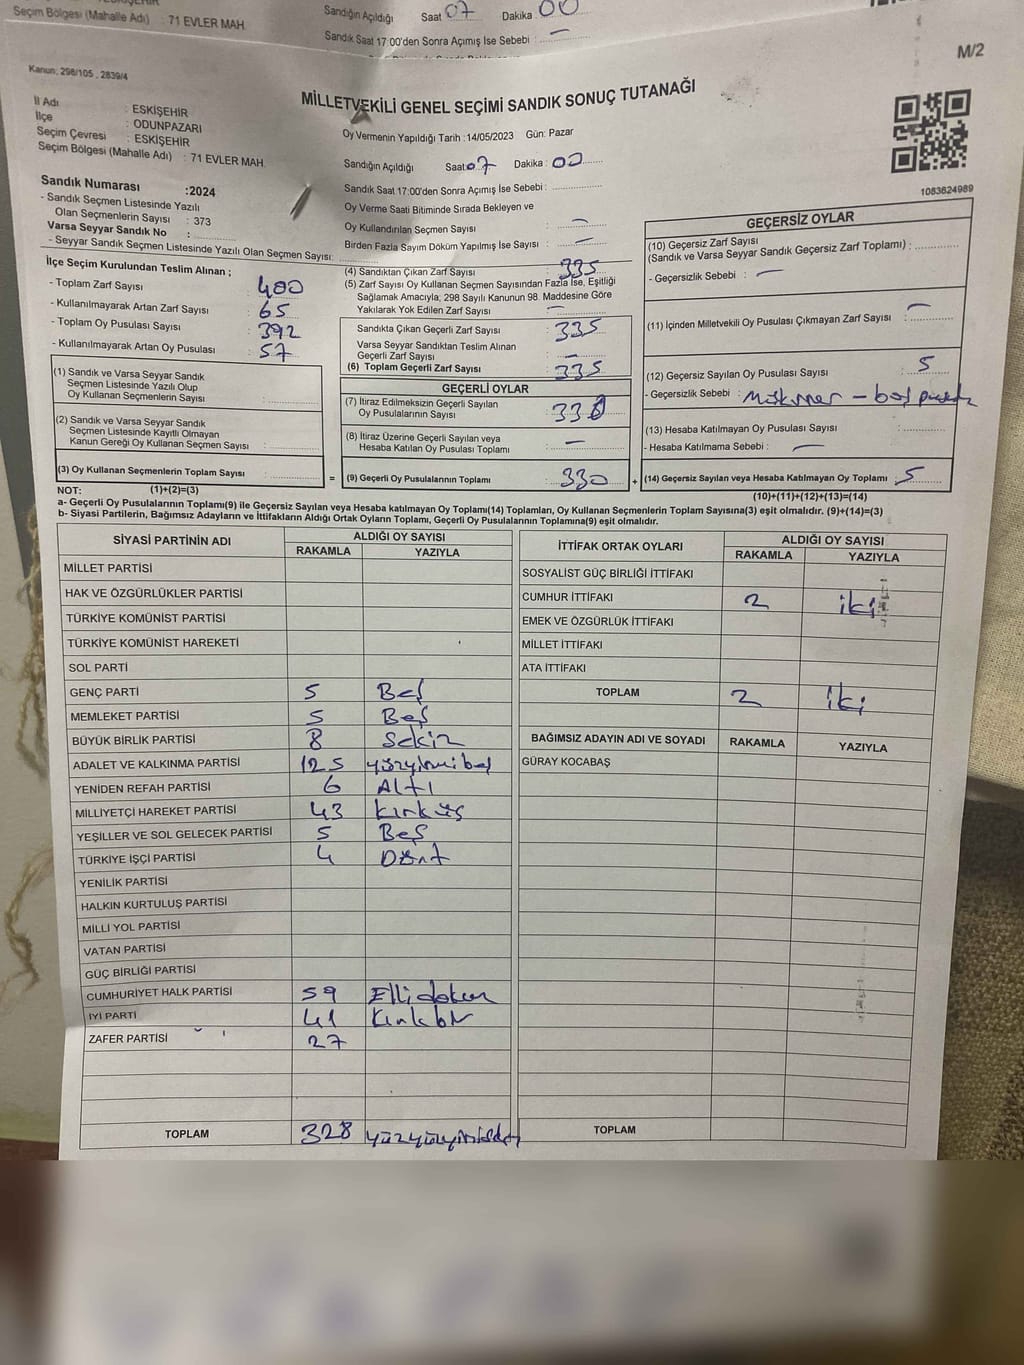 Seçim Bölgesi (Mahalle Adı) : 71 EVLER MAH.
Sandığın Açıldığı Saat 07 Dakika 00
Sandık Saat 17:00'den Sonra Açımış İse Sebebi : —
M/2
Kanun; 298/105 , 2839/4
MİLLETVEKİLİ GENEL SEÇİMİ SANDIK SONUÇ TUTANAĞI
İl Adı : ESKİŞEHİR
İlçe : ODUNPAZARI
Seçim Çevresi : ESKİŞEHİR
Seçim Bölgesi (Mahalle Adı) : 71 EVLER MAH.
Oy Vermenin Yapıldığı Tarih : 14/05/2023 Gün: Pazar
Sandığın Açıldığı Saat: 07 Dakika : 00
1083624989
Sandık Numarası :2024
- Sandık Seçmen Listesinde Yazılı
Olan Seçmenlerin Sayısı : 373
Varsa Seyyar Sandık No :
- Seyyar Sandık Seçmen Listesinde Yazılı Olan Seçmen Sayısı:
Sandık Saat 17:00'den Sonra Açımış İse Sebebi :
Oy Verme Saati Bitiminde Sırada Bekleyen ve
Oy Kullandırılan Seçmen Sayısı : —
Birden Fazla Sayım Döküm Yapılmış İse Sayısı : —
İlçe Seçim Kurulundan Teslim Alınan ;
- Toplam Zarf Sayısı : 400
- Kullanılmayarak Artan Zarf Sayısı : 65
- Toplam Oy Pusulası Sayısı : 392
- Kullanılmayarak Artan Oy Pusulası : 57
(1) Sandık ve Varsa Seyyar Sandık
Seçmen Listesinde Yazılı Olup
Oy Kullanan Seçmenlerin Sayısı :
(2) Sandık ve Varsa Seyyar Sandık
Seçmen Listesinde Kayıtlı Olmayan
Kanun Gereği Oy Kullanan Seçmen Sayısı :
(3) Oy Kullanan Seçmenlerin Toplam Sayısı :
(4) Sandıktan Çıkan Zarf Sayısı : 335
(5) Zarf Sayısı Oy Kullanan Seçmen Sayısından Fazla İse, Eşitliği
Sağlamak Amacıyla; 298 Sayılı Kanunun 98. Maddesine Göre
Yakılarak Yok Edilen Zarf Sayısı : —
Sandıkta Çıkan Geçerli Zarf Sayısı : 335
Varsa Seyyar Sandıktan Teslim Alınan
Geçerli Zarf Sayısı : —
(6) Toplam Geçerli Zarf Sayısı : 335
GEÇERLİ OYLAR
(7) İtiraz Edilmeksizin Geçerli Sayılan
Oy Pusulalarının Sayısı : 330
(8) İtiraz Üzerine Geçerli Sayılan veya
Hesaba Katılan Oy Pusulası Toplamı : —
= (9) Geçerli Oy Pusulalarının Toplamı : 330
GEÇERSİZ OYLAR
(10) Geçersiz Zarf Sayısı
(Sandık ve Varsa Seyyar Sandık Geçersiz Zarf Toplamı) :
- Geçersizlik Sebebi : —
(11) İçinden Milletvekili Oy Pusulası Çıkmayan Zarf Sayısı : —
(12) Geçersiz Sayılan Oy Pusulası Sayısı : 5
- Geçersizlik Sebebi : — boş
(13) Hesaba Katılmayan Oy Pusulası Sayısı :
- Hesaba Katılmama Sebebi : —
+ (14) Geçersiz Sayılan veya Hesaba Katılmayan Oy Toplamı : 5
NOT: (1)+(2)=(3)
(10)+(11)+(12)+(13)=(14)
a- Geçerli Oy Pusulalarının Toplamı(9) ile Geçersiz Sayılan veya Hesaba katılmayan Oy Toplamı(14) Toplamları, Oy Kullanan Seçmenlerin Toplam Sayısına(3) eşit olmalıdır. (9)+(14)=(3)
b- Siyasi Partilerin, Bağımsız Adayların ve İttifakların Aldığı Ortak Oyların Toplamı, Geçerli Oy Pusulalarının Toplamına(9) eşit olmalıdır.
SİYASİ PARTİNİN ADI ALDIĞI OY SAYISI
RAKAMLA YAZIYLA
MİLLET PARTİSİ
HAK VE ÖZGÜRLÜKLER PARTİSİ
TÜRKİYE KOMÜNİST PARTİSİ
TÜRKİYE KOMÜNİST HAREKETİ
SOL PARTİ
GENÇ PARTİ 5 Beş
MEMLEKET PARTİSİ 5 Beş
BÜYÜK BİRLİK PARTİSİ 8 Sekiz
ADALET VE KALKINMA PARTİSİ 125 yüzyirmibeş
YENİDEN REFAH PARTİSİ 6 Altı
MİLLİYETÇİ HAREKET PARTİSİ 43 Kırküç
YEŞİLLER VE SOL GELECEK PARTİSİ 5 Beş
TÜRKİYE İŞÇİ PARTİSİ 4 Dört
YENİLİK PARTİSİ
HALKIN KURTULUŞ PARTİSİ
MİLLİ YOL PARTİSİ
VATAN PARTİSİ
GÜÇ BİRLİĞİ PARTİSİ
CUMHURİYET HALK PARTİSİ 59 Ellidokuz
İYİ PARTİ 41 Kırkbir
ZAFER PARTİSİ 27
TOPLAM 328
İTTİFAK ORTAK OYLARI ALDIĞI OY SAYISI
RAKAMLA YAZIYLA
SOSYALİST GÜÇ BİRLİĞİ İTTİFAKI
CUMHUR İTTİFAKI 2 iki
EMEK VE ÖZGÜRLÜK İTTİFAKI
MİLLET İTTİFAKI
ATA İTTİFAKI
TOPLAM 2 iki
BAĞIMSIZ ADAYIN ADI VE SOYADI RAKAMLA YAZIYLA
GÜRAY KOCABAŞ
TOPLAM